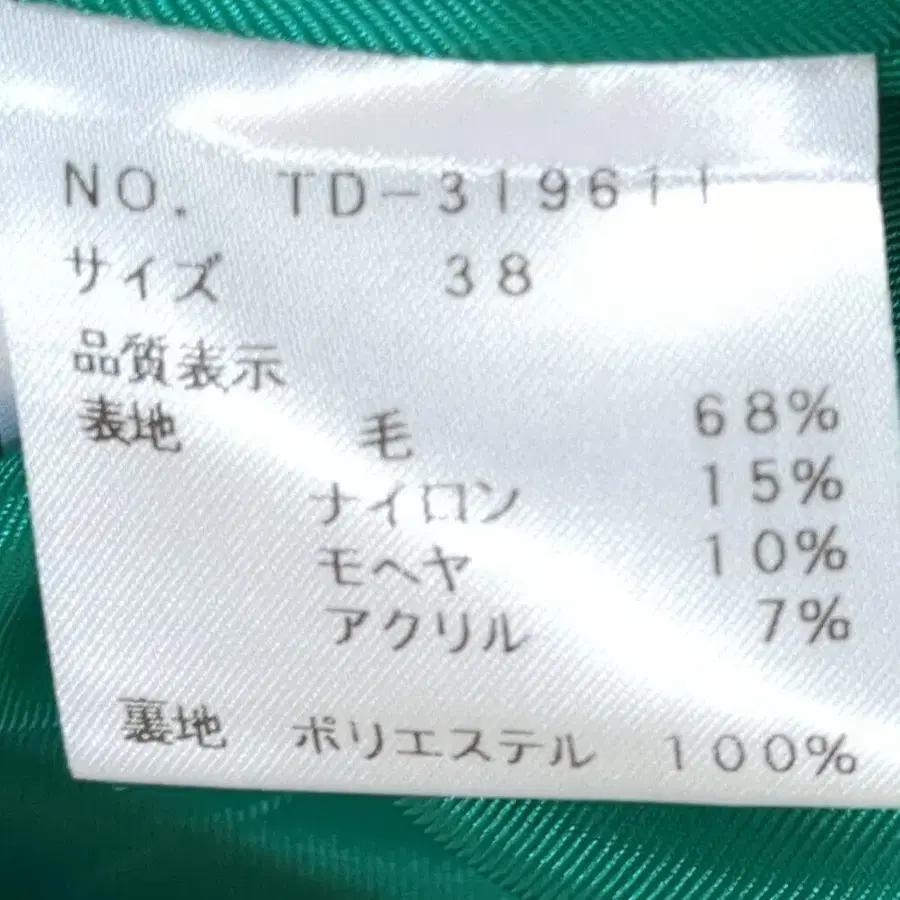 NO. TD-319611
サイズ 38
品質表示
表地 毛 68%
ナイロン 15%
モヘヤ 10%
アクリル 7%
裏地 ポリエステル 100%